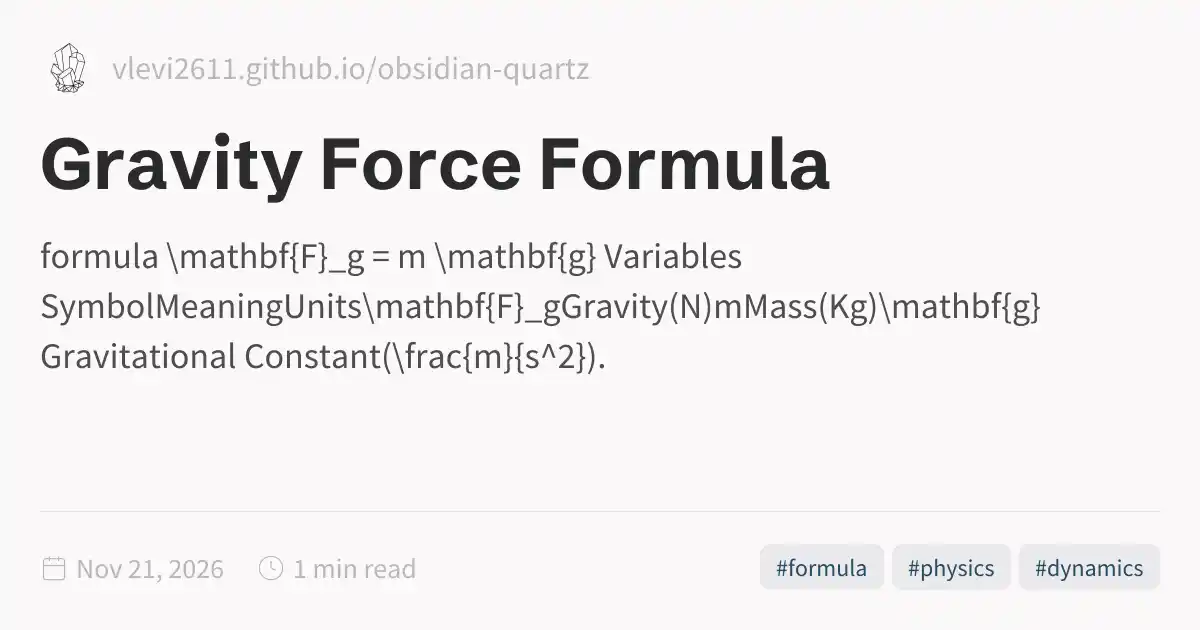 vlevi2611.github.io/obsidian-quartz
Gravity Force Formula
formula \mathbf{F}_g = m \mathbf{g} Variables
SymbolMeaningUnits\mathbf{F}_gGravity(N)mMass(Kg)\mathbf{g}
Gravitational Constant(\frac{m}{s^2}).
Nov 21, 2026 1 min read #formula #physics #dynamics